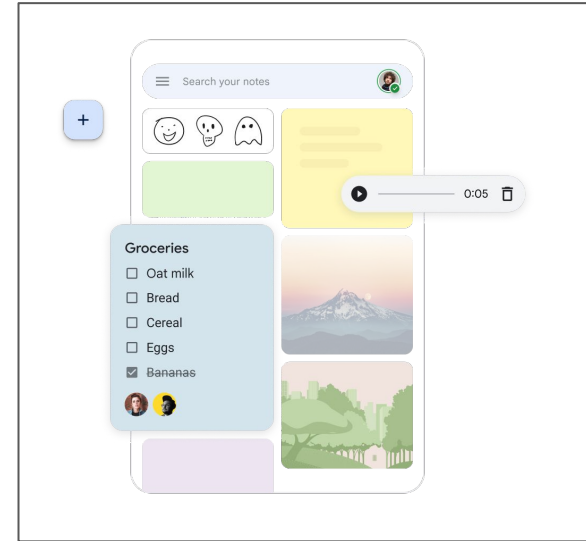 Search your notes
+
0:05
Groceries
Oat milk
Bread
Cereal
Eggs
Bananas